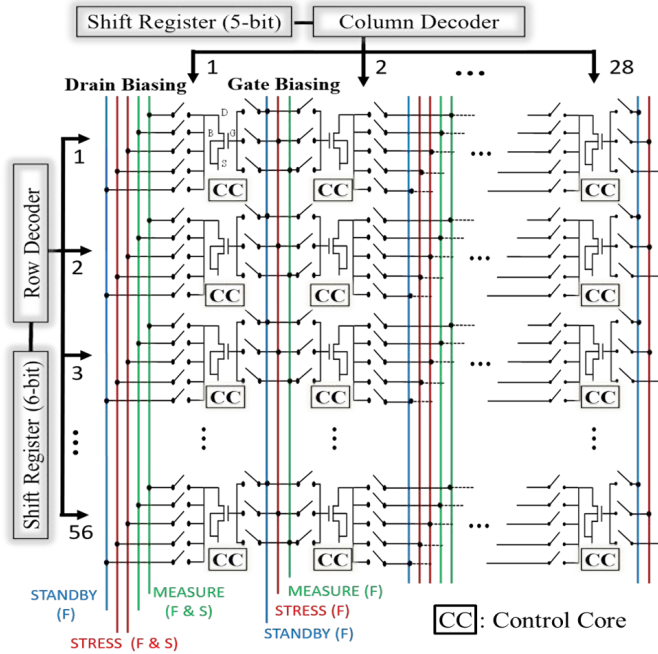 Shift Register (5-bit)
Column Decoder
1
2
...
28
Drain Biasing
Gate Biasing
Row Decoder
Shift Register (6-bit)
1
2
3
...
56
D
B
G
S
CC
CC
...
CC
CC
CC
...
CC
CC
CC
...
CC
...
...
...
CC
CC
...
CC
STANDBY
(F)
MEASURE
(F & S)
STRESS (F & S)
MEASURE (F)
STRESS (F)
STANDBY (F)
CC : Control Core